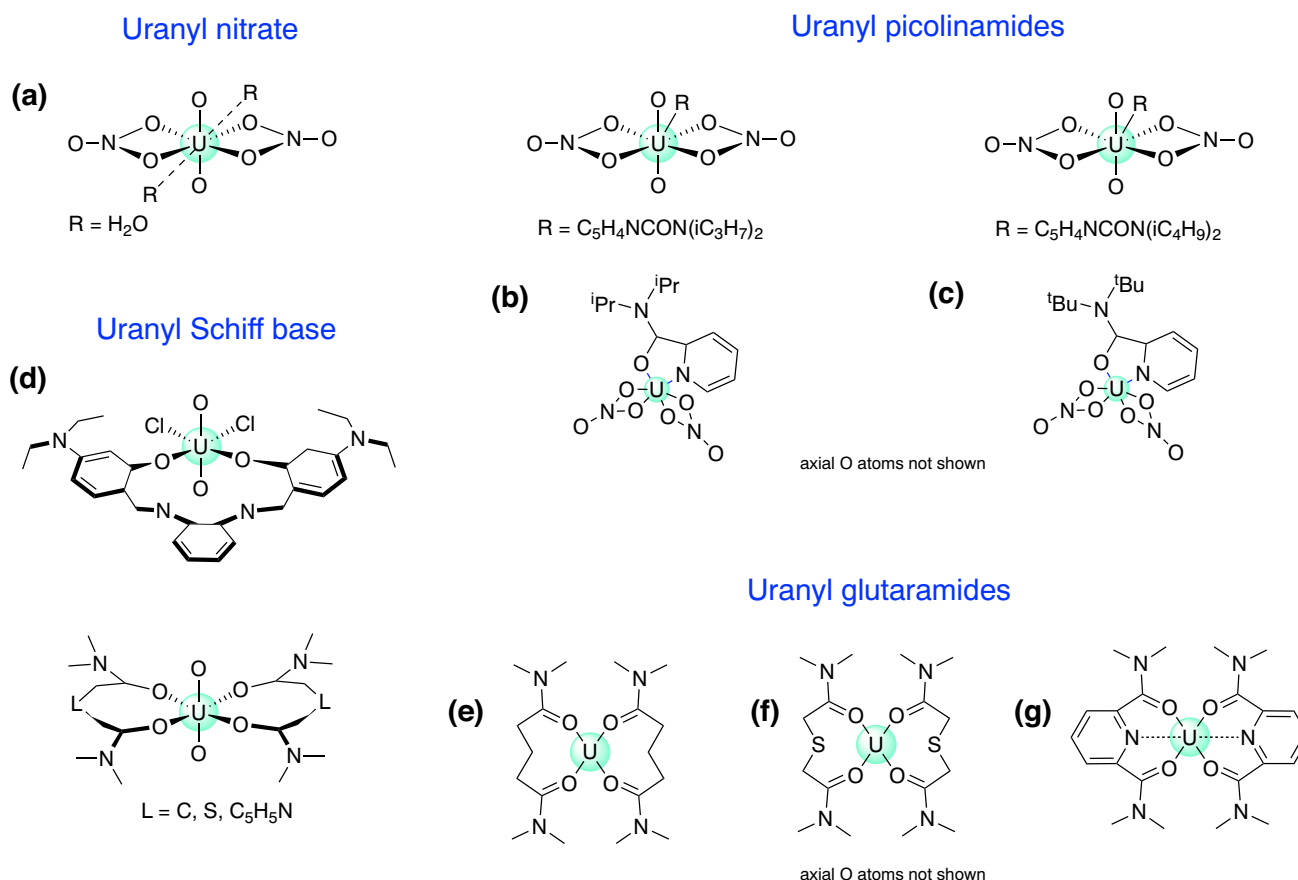 Uranyl nitrate
Uranyl picolinamides
(a)
O
R
O
O
O–N
U
N–O
O
O
R
O
R = H₂O
O
R
O
O
O–N
U
N–O
O
O
O
R = C₅H₄NCON(iC₃H₇)₂
O
R
O
O
O–N
U
N–O
O
O
O
R = C₅H₄NCON(iC₄H₉)₂
(b)
ⁱPr
ⁱPr
N
O
N
U
O
O
O
O
N
N
O
O
(c)
ᵗBu
ᵗBu
N
O
N
U
O
O
O
O
N
N
O
O
axial O atoms not shown
Uranyl Schiff base
(d)
O
Cl
Cl
N
U
N
O
O
O
N
N
Uranyl glutaramides
N
O
N
O
O
L
U
L
O
O
N
O
N
L = C, S, C₅H₅N
(e)
N
N
O
O
U
O
O
N
N
(f)
N
N
O
O
S
U
S
O
O
N
N
(g)
N
N
O
O
N
U
N
O
O
N
N
axial O atoms not shown